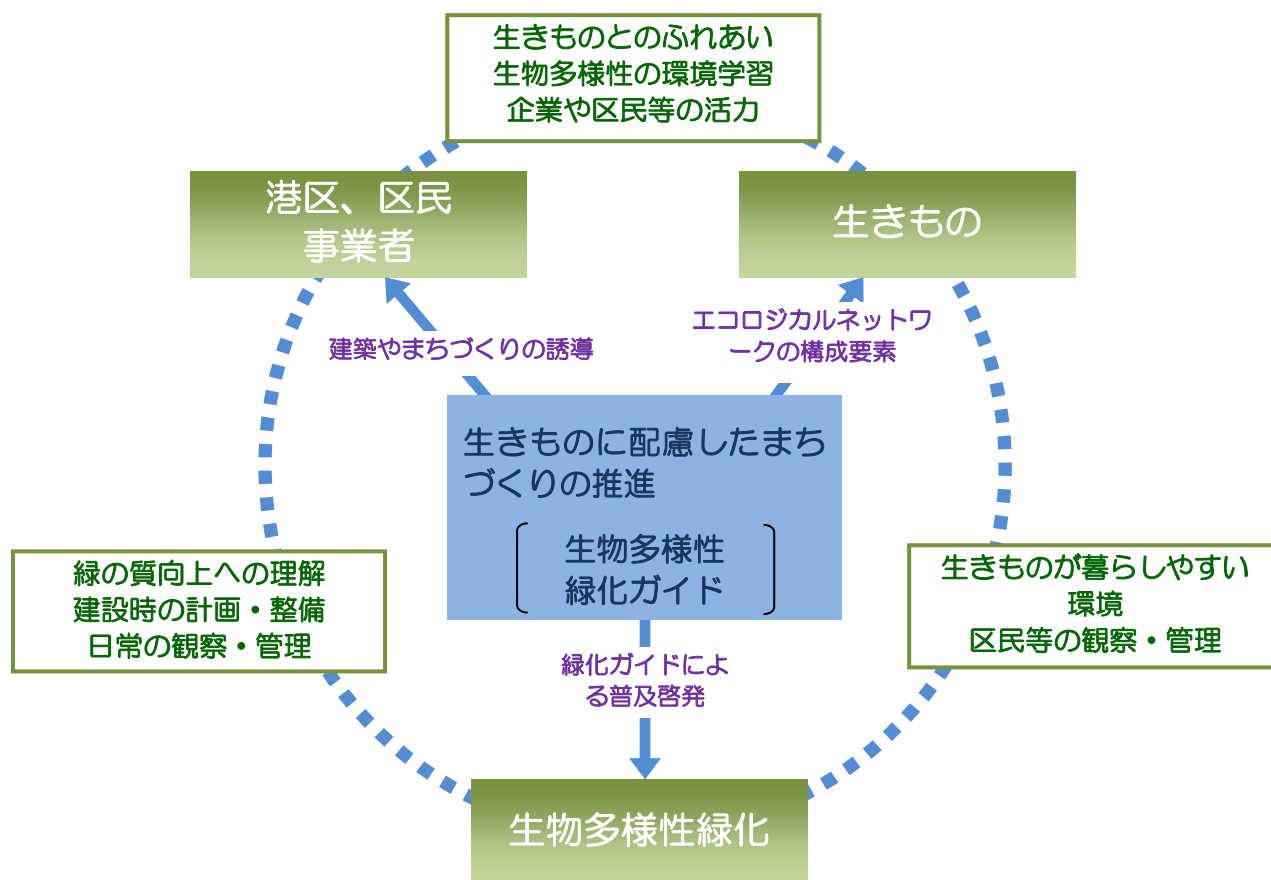 生きものとのふれあい
生物多様性の環境学習
企業や区民等の活力
港区、区民
事業者
生きもの
建築やまちづくりの誘導
エコロジカルネットワ
ークの構成要素
生きものに配慮したまち
づくりの推進
生物多様性
緑化ガイド
緑の質向上への理解
建設時の計画・整備
日常の観察・管理
生きものが暮らしやすい
環境
区民等の観察・管理
緑化ガイドによ
る普及啓発
生物多様性緑化